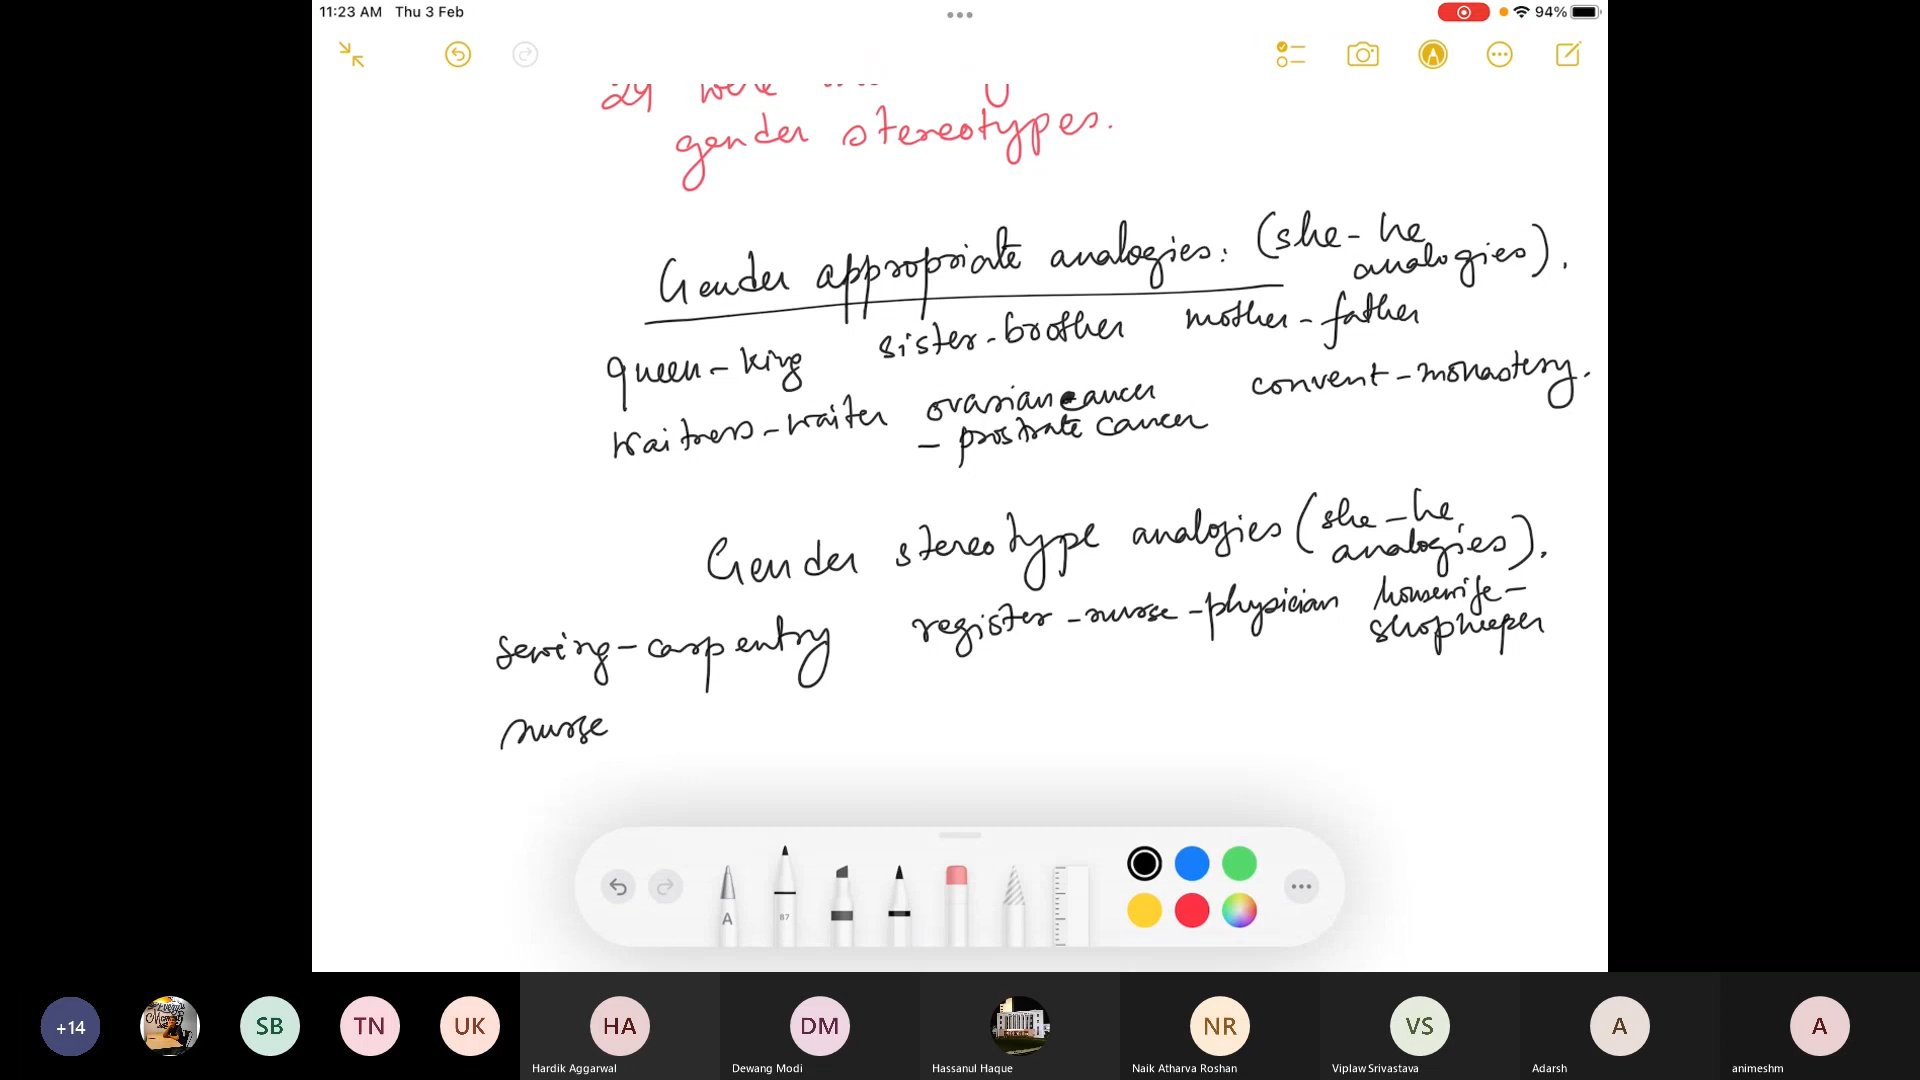 11:23 AM Thu 3 Feb
94%
gender stereotypes.
Gender appropriate analogies: (she-he analogies).
queen-king sister-brother mother-father
waitress-waiter ovarian cancer - prostrate cancer convent-monastery.
Gender stereotype analogies (she-he analogies).
sewing-carpentry register-nurse-physician housewife-shopkeeper
nurse
A
87
+14
SB
TN
UK
HA
DM
NR
VS
A
A
Hardik Aggarwal
Dewang Modi
Hassanul Haque
Naik Atharva Roshan
Viplaw Srivastava
Adarsh
animeshm